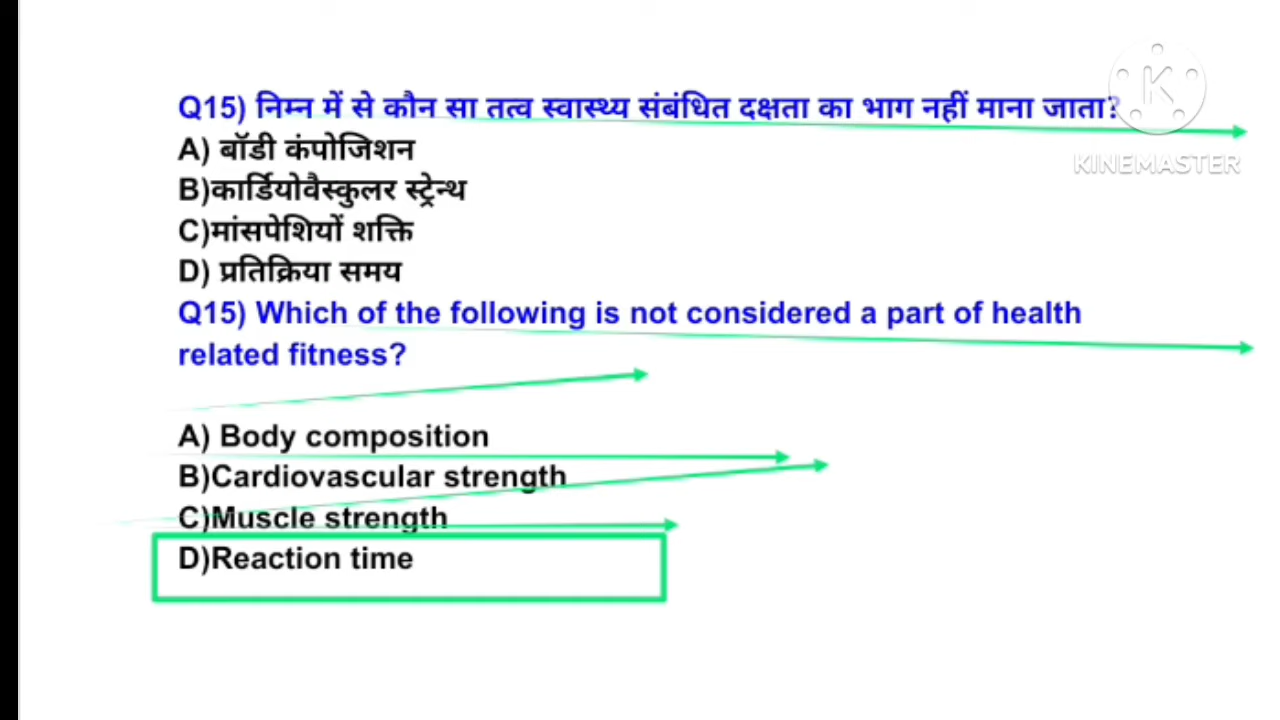 Q15) निम्न में से कौन सा तत्व स्वास्थ्य संबंधित दक्षता का भाग नहीं माना जाता?
A) बॉडी कंपोजिशन
B)कार्डियोवैस्कुलर स्ट्रेन्थ
C)मांसपेशियों शक्ति
D) प्रतिक्रिया समय
Q15) Which of the following is not considered a part of health
related fitness?
A) Body composition
B)Cardiovascular strength
C)Muscle strength
D)Reaction time
K
KINEMASTER